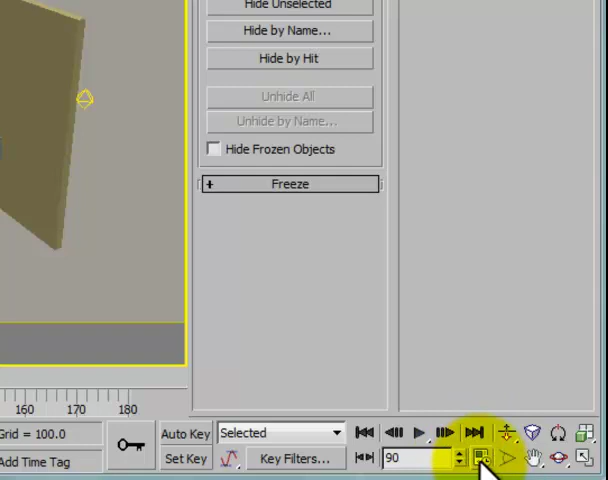 Hide Unselected
Hide by Name...
Hide by Hit
Unhide All
Unhide by Name...
Hide Frozen Objects
+ Freeze
160 170 180
Grid = 100.0
Auto Key
Selected
Add Time Tag
Set Key
Key Filters...
90